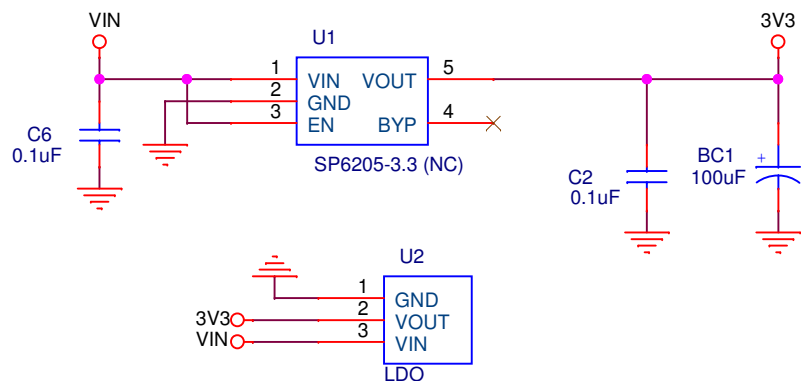 VIN
3V3
U1
1 VIN VOUT 5
2 GND
3 EN BYP 4
C6
0.1uF
SP6205-3.3 (NC)
C2
0.1uF
+
BC1
100uF
U2
1 GND
3V3 2 VOUT
VIN 3 VIN
LDO